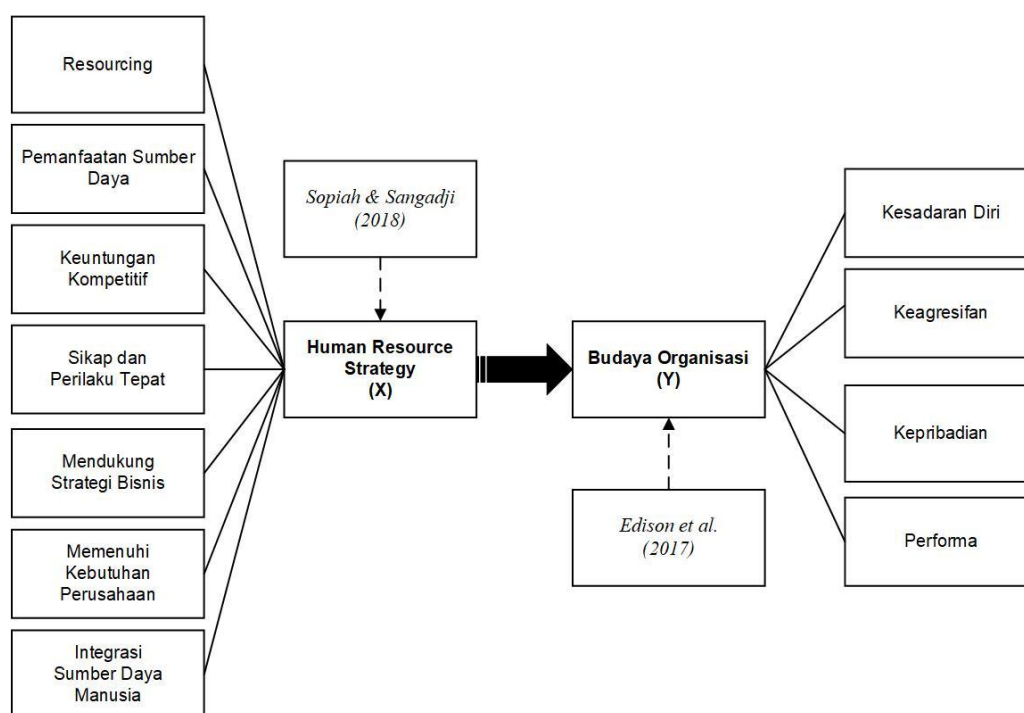 Resourcing
Pemanfaatan Sumber
Daya
Keuntungan
Kompetitif
Sikap dan
Perilaku Tepat
Mendukung
Strategi Bisnis
Memenuhi
Kebutuhan
Perusahaan
Integrasi
Sumber Daya
Manusia
Sopiah & Sangadji
(2018)
Human Resource
Strategy
(X)
Budaya Organisasi
(Y)
Edison et al.
(2017)
Kesadaran Diri
Keagresifan
Kepribadian
Performa